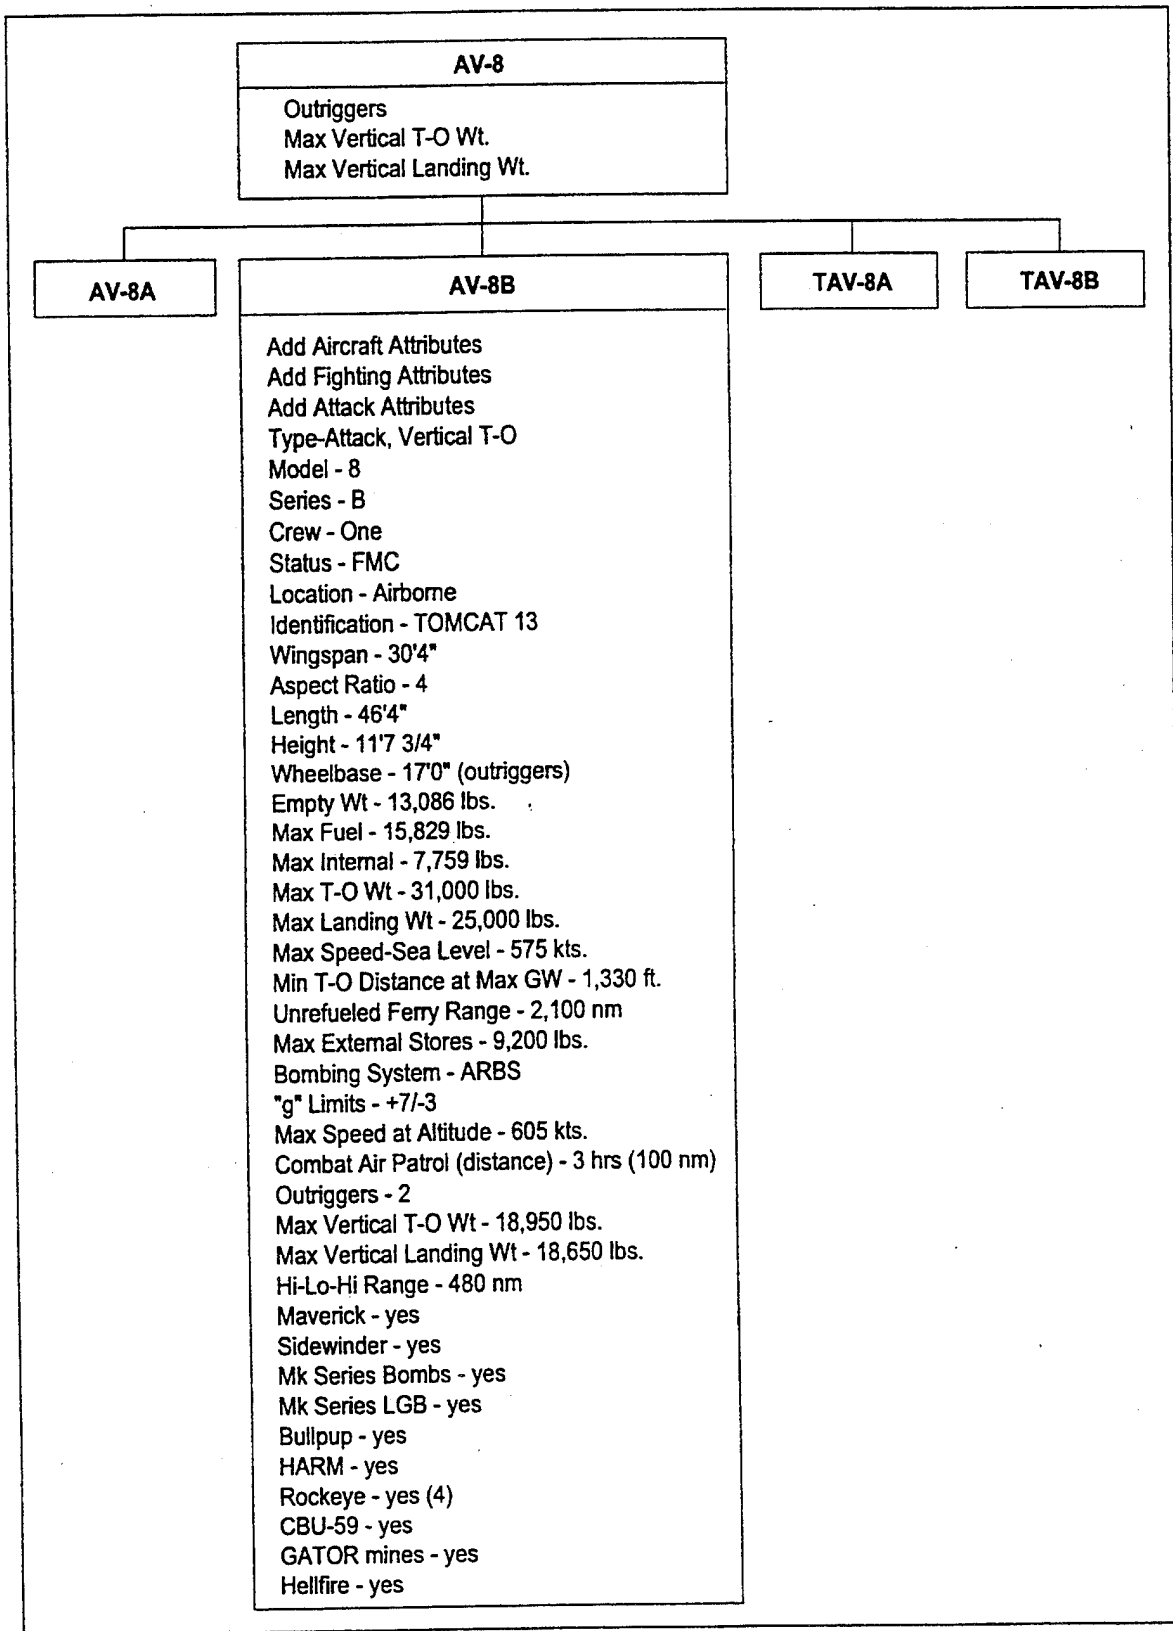 AV-8
Outriggers
Max Vertical T-O Wt.
Max Vertical Landing Wt.
AV-8A
AV-8B
TAV-8A
TAV-8B
Add Aircraft Attributes
Add Fighting Attributes
Add Attack Attributes
Type-Attack, Vertical T-O
Model - 8
Series - B
Crew - One
Status - FMC
Location - Airborne
Identification - TOMCAT 13
Wingspan - 30'4"
Aspect Ratio - 4
Length - 46'4"
Height - 11'7 3/4"
Wheelbase - 17'0" (outriggers)
Empty Wt - 13,086 lbs.
Max Fuel - 15,829 lbs.
Max Internal - 7,759 lbs.
Max T-O Wt - 31,000 lbs.
Max Landing Wt - 25,000 lbs.
Max Speed-Sea Level - 575 kts.
Min T-O Distance at Max GW - 1,330 ft.
Unrefueled Ferry Range - 2,100 nm
Max External Stores - 9,200 lbs.
Bombing System - ARBS
"g" Limits - +7/-3
Max Speed at Altitude - 605 kts.
Combat Air Patrol (distance) - 3 hrs (100 nm)
Outriggers - 2
Max Vertical T-O Wt - 18,950 lbs.
Max Vertical Landing Wt - 18,650 lbs.
Hi-Lo-Hi Range - 480 nm
Maverick - yes
Sidewinder - yes
Mk Series Bombs - yes
Mk Series LGB - yes
Bullpup - yes
HARM - yes
Rockeye - yes (4)
CBU-59 - yes
GATOR mines - yes
Hellfire - yes